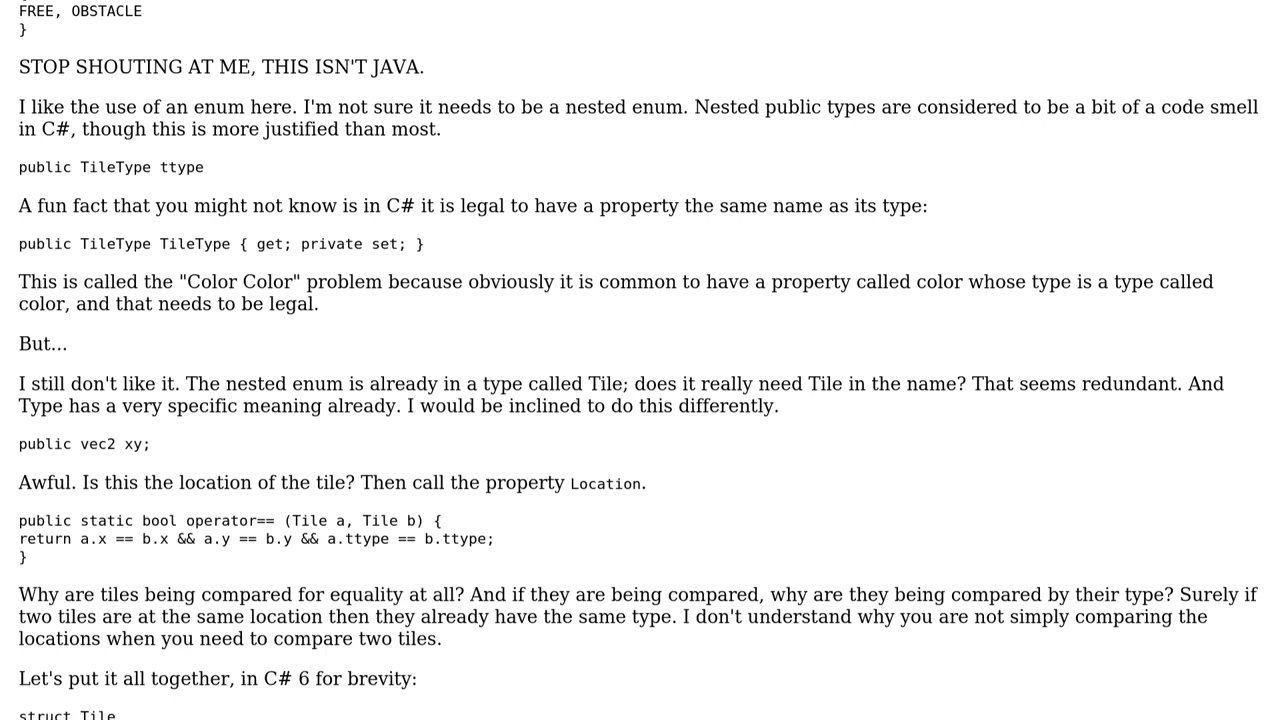 FREE, OBSTACLE
}
STOP SHOUTING AT ME, THIS ISN'T JAVA.
I like the use of an enum here. I'm not sure it needs to be a nested enum. Nested public types are considered to be a bit of a code smell
in C#, though this is more justified than most.
public TileType ttype
A fun fact that you might not know is in C# it is legal to have a property the same name as its type:
public TileType TileType { get; private set; }
This is called the "Color Color" problem because obviously it is common to have a property called color whose type is a type called
color, and that needs to be legal.
But...
I still don't like it. The nested enum is already in a type called Tile; does it really need Tile in the name? That seems redundant. And
Type has a very specific meaning already. I would be inclined to do this differently.
public vec2 xy;
Awful. Is this the location of the tile? Then call the property Location.
public static bool operator== (Tile a, Tile b) {
return a.x == b.x && a.y == b.y && a.ttype == b.ttype;
}
Why are tiles being compared for equality at all? And if they are being compared, why are they being compared by their type? Surely if
two tiles are at the same location then they already have the same type. I don't understand why you are not simply comparing the
locations when you need to compare two tiles.
Let's put it all together, in C# 6 for brevity:
struct Tile